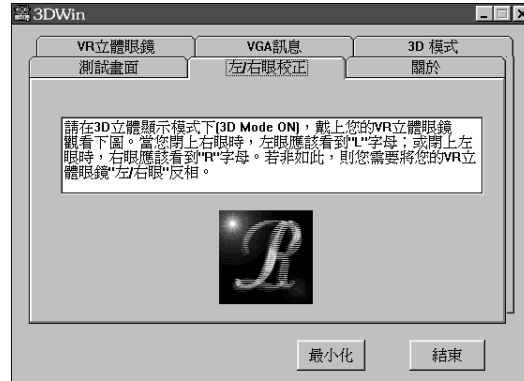 3DWin
VR立體眼鏡
VGA訊息
3D 模式
測試畫面
左/右眼校正
關於
請在3D立體顯示模式下(3D Mode ON)，戴上您的VR立體眼鏡
觀看下圖。當您閉上右眼時，左眼應該看到"L"字母；或閉上左
眼時，右眼應該看到"R"字母。若非如此，則您需要將您的VR立
體眼鏡"左/右眼"反相。
R
最小化
結束